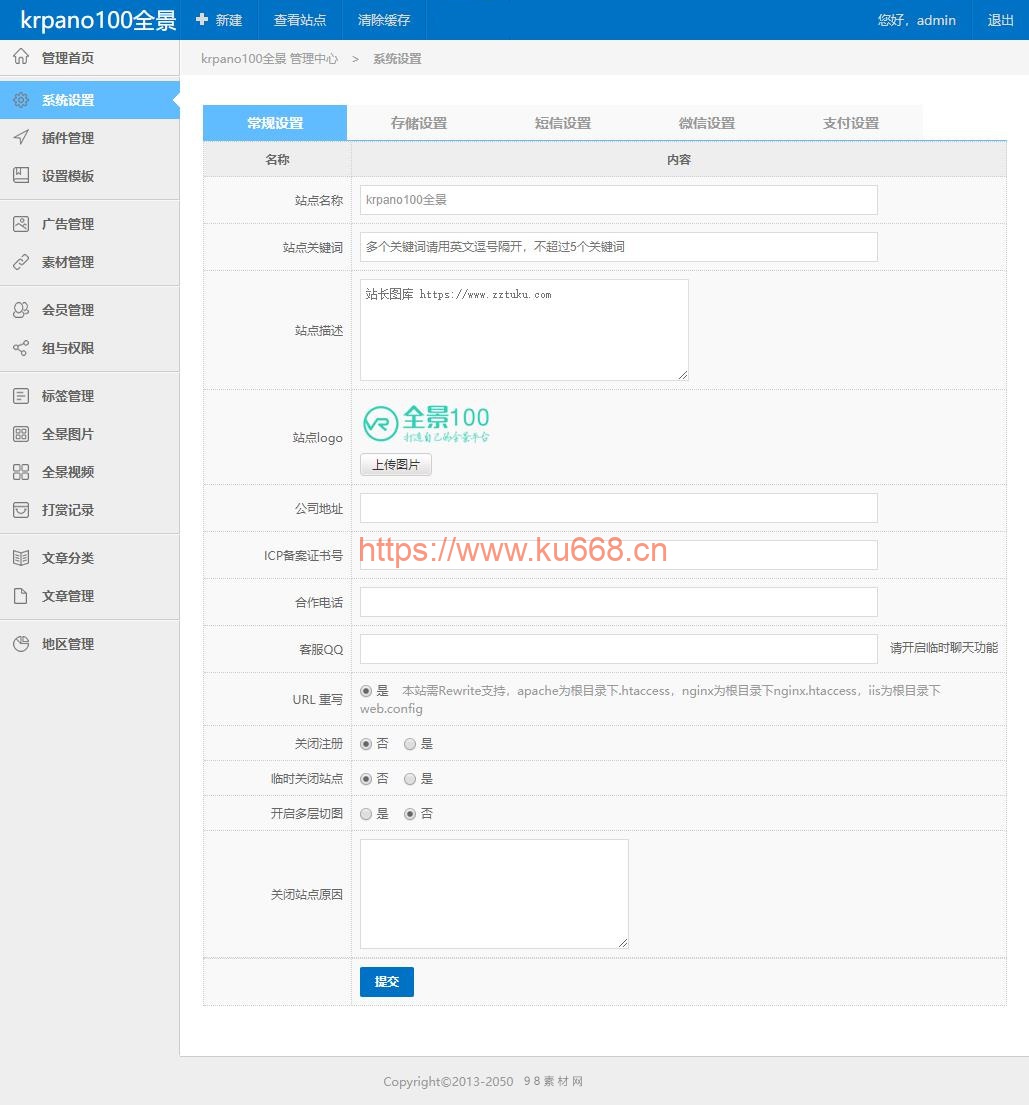 krpano100全景 新建 查看站点 清除缓存 您好，admin 退出
管理首页
系统设置
插件管理
设置模板
广告管理
素材管理
会员管理
组与权限
标签管理
全景图片
全景视频
打赏记录
文章分类
文章管理
地区管理
krpano100全景 管理中心 > 系统设置
常规设置 存储设置 短信设置 微信设置 支付设置
名称 内容
站点名称 krpano100全景
站点关键词 多个关键词请用英文逗号隔开，不超过5个关键词
站点描述 站长图库 https://www.zztuku.com
站点logo VR 全景100
打造自己的全景平台
上传图片
公司地址
ICP备案证书号 https://www.ku668.cn
合作电话
客服QQ 请开启临时聊天功能
URL 重写 是 本站需Rewrite支持，apache为根目录下.htaccess，nginx为根目录下nginx.htaccess，iis为根目录下
web.config
关闭注册 否 是
临时关闭站点 否 是
开启多层切图 是 否
关闭站点原因
提交
Copyright©2013-2050 98素材网